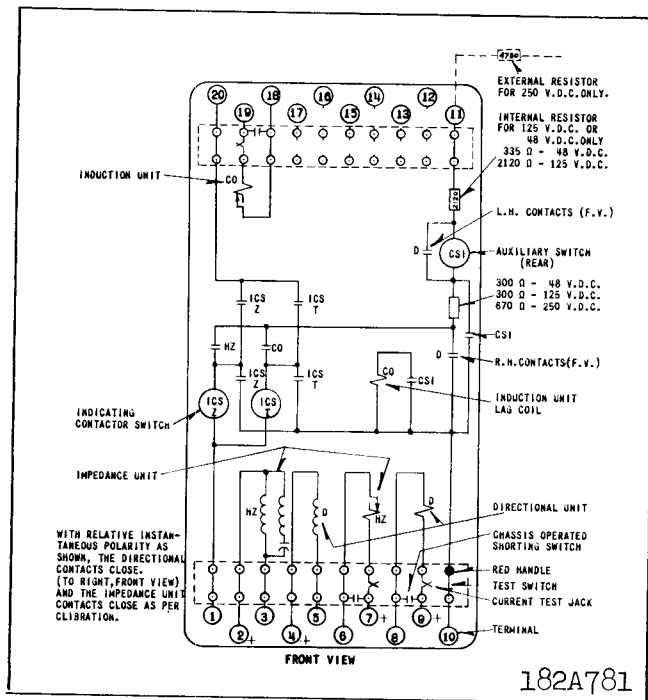 4750
EXTERNAL RESISTOR
FOR 250 V.D.C.ONLY.
20
19
18
17
16
15
14
13
12
11
INTERNAL RESISTOR
FOR 125 V.D.C. OR
48 V.D.C.ONLY
335 Ω - 48 V.D.C.
2120 Ω - 125 V.D.C.
INDUCTION UNIT
CO
2120
L.H. CONTACTS (F.V.)
D
CS1
AUXILIARY SWITCH
(REAR)
300 Ω - 48 V.D.C.
300 Ω - 125 V.D.C.
670 Ω - 250 V.D.C.
ICS
Z
ICS
T
CS1
HZ
CO
D
R.H.CONTACTS(F.V.)
ICS
Z
ICS
T
CO
CS1
INDUCTION UNIT
LAG COIL
ICS
Z
ICS
T
INDICATING
CONTACTOR SWITCH
IMPEDANCE UNIT
HZ
D
HZ
D
DIRECTIONAL UNIT
CHASSIS OPERATED
SHORTING SWITCH
WITH RELATIVE INSTAN-
TANEOUS POLARITY AS
SHOWN, THE DIRECTIONAL
CONTACTS CLOSE.
(TO RIGHT,FRONT VIEW)
AND THE IMPEDANCE UNIT
CONTACTS CLOSE AS PER
CLIBRATION.
RED HANDLE
TEST SWITCH
CURRENT TEST JACK
1
2 +
3
4 +
5
6
7 +
8
9 +
10
TERMINAL
FRONT VIEW
182A781